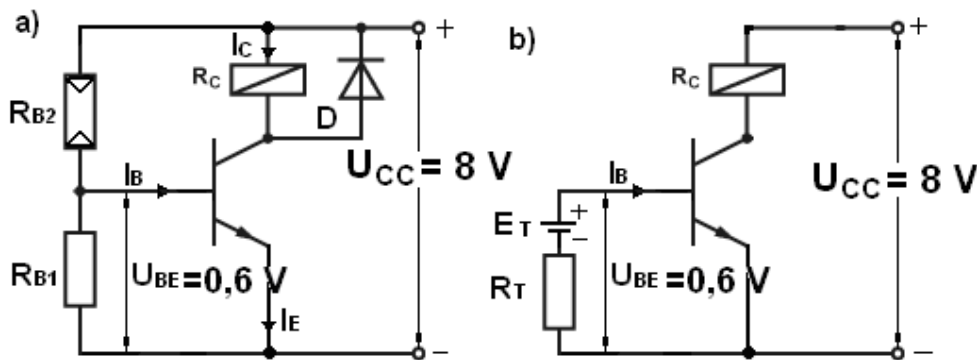 a)
I_C
R_C
R_B2
D
I_B
U_CC = 8 V
R_B1
U_BE=0,6 V
I_E
+
−
b)
R_C
I_B
U_CC = 8 V
E_T
+
−
R_T
U_BE=0,6 V
+
−